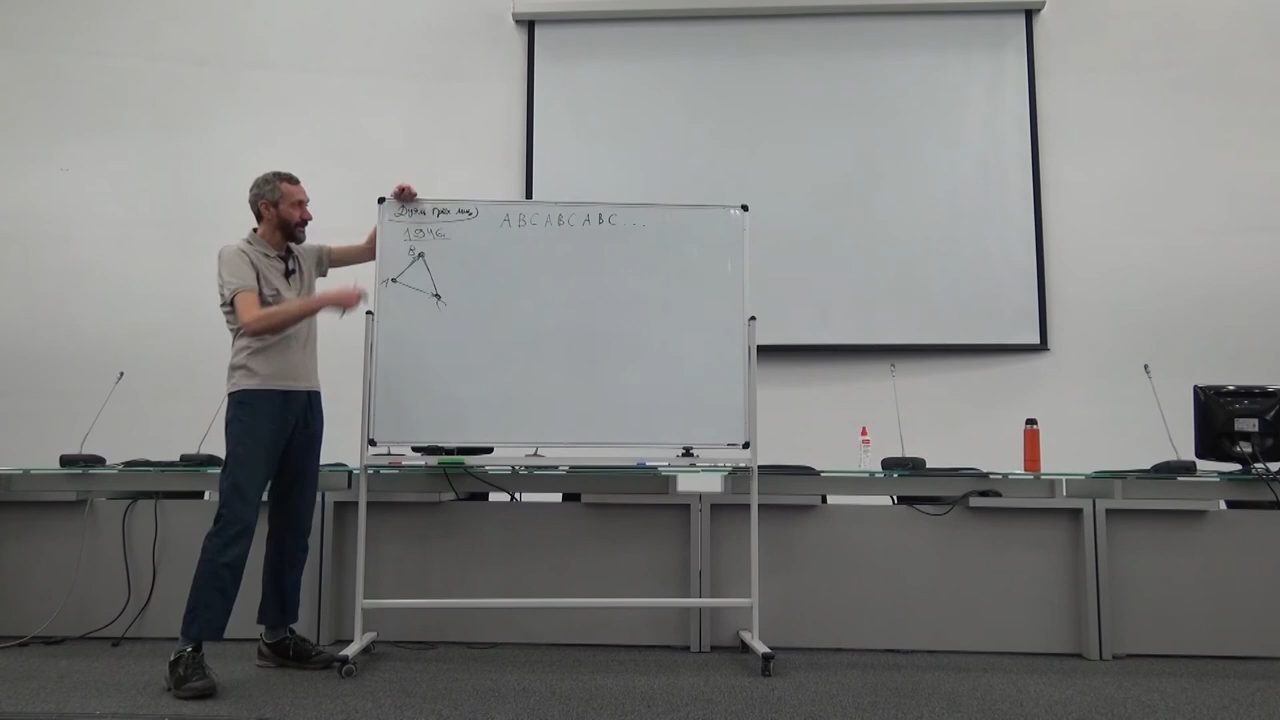 Дуэль трёх лиц
1946
A B C A B C A B C . . .
B
A
C